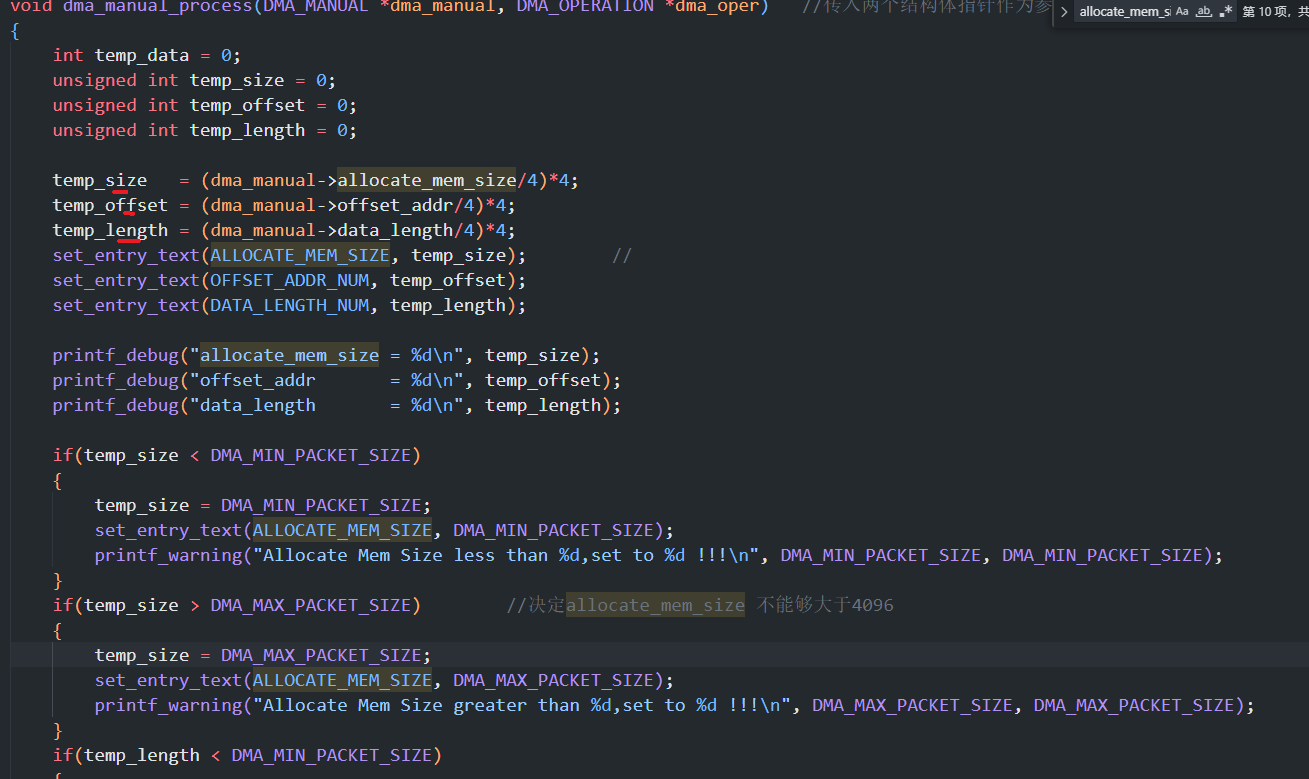 void dma_manual_process(DMA_MANUAL *dma_manual, DMA_OPERATION *dma_oper)   //传入两个结构体指针作为参
allocate_mem_si Aa ab .* 第 10 项，共
{
    int temp_data = 0;
    unsigned int temp_size = 0;
    unsigned int temp_offset = 0;
    unsigned int temp_length = 0;
    temp_size   = (dma_manual->allocate_mem_size/4)*4;
    temp_offset = (dma_manual->offset_addr/4)*4;
    temp_length = (dma_manual->data_length/4)*4;
    set_entry_text(ALLOCATE_MEM_SIZE, temp_size);        //
    set_entry_text(OFFSET_ADDR_NUM, temp_offset);
    set_entry_text(DATA_LENGTH_NUM, temp_length);
    printf_debug("allocate_mem_size = %d\n", temp_size);
    printf_debug("offset_addr       = %d\n", temp_offset);
    printf_debug("data_length       = %d\n", temp_length);
    if(temp_size < DMA_MIN_PACKET_SIZE)
    {
        temp_size = DMA_MIN_PACKET_SIZE;
        set_entry_text(ALLOCATE_MEM_SIZE, DMA_MIN_PACKET_SIZE);
        printf_warning("Allocate Mem Size less than %d,set to %d !!!\n", DMA_MIN_PACKET_SIZE, DMA_MIN_PACKET_SIZE);
    }
    if(temp_size > DMA_MAX_PACKET_SIZE)        //决定allocate_mem_size 不能够大于4096
    {
        temp_size = DMA_MAX_PACKET_SIZE;
        set_entry_text(ALLOCATE_MEM_SIZE, DMA_MAX_PACKET_SIZE);
        printf_warning("Allocate Mem Size greater than %d,set to %d !!!\n", DMA_MAX_PACKET_SIZE, DMA_MAX_PACKET_SIZE);
    }
    if(temp_length < DMA_MIN_PACKET_SIZE)
    {